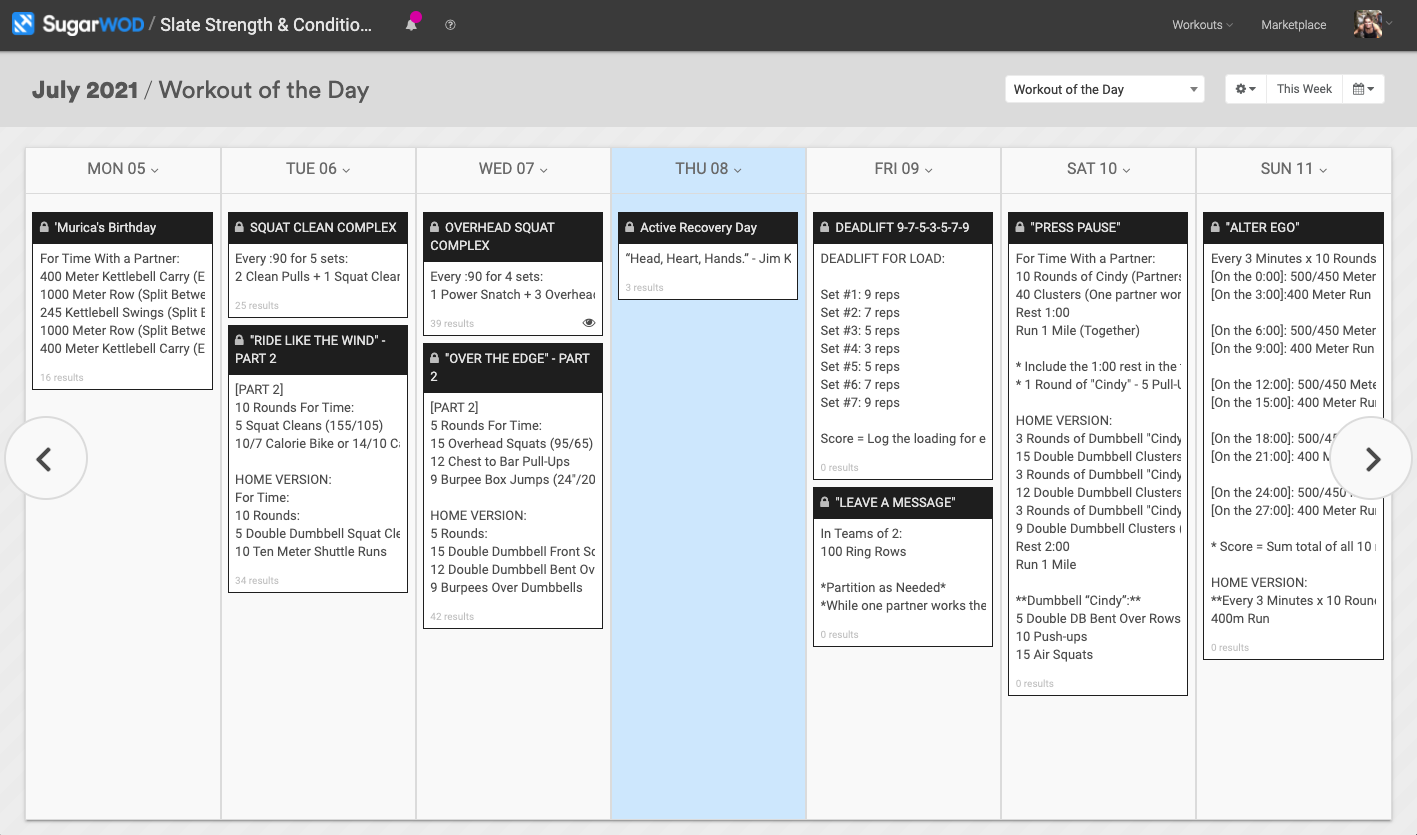 SugarWOD / Slate Strength & Conditio...
Workouts
Marketplace
July 2021 / Workout of the Day
Workout of the Day
This Week
MON 05
TUE 06
WED 07
THU 08
FRI 09
SAT 10
SUN 11
"Murica's Birthday
For Time With a Partner:
400 Meter Kettlebell Carry (E
1000 Meter Row (Split Betwe
245 Kettlebell Swings (Split E
1000 Meter Row (Split Betwe
400 Meter Kettlebell Carry (E
16 results
SQUAT CLEAN COMPLEX
Every :90 for 5 sets:
2 Clean Pulls + 1 Squat Clear
25 results
"RIDE LIKE THE WIND" -
PART 2
[PART 2]
10 Rounds For Time:
5 Squat Cleans (155/105)
10/7 Calorie Bike or 14/10 Ca
HOME VERSION:
For Time:
10 Rounds:
5 Double Dumbbell Squat Cle
10 Ten Meter Shuttle Runs
34 results
OVERHEAD SQUAT
COMPLEX
Every :90 for 4 sets:
1 Power Snatch + 3 Overhead
39 results
"OVER THE EDGE" - PART
2
[PART 2]
5 Rounds For Time:
15 Overhead Squats (95/65)
12 Chest to Bar Pull-Ups
9 Burpee Box Jumps (24"/20
HOME VERSION:
5 Rounds:
15 Double Dumbbell Front Sq
12 Double Dumbbell Bent Ov
9 Burpees Over Dumbbells
42 results
Active Recovery Day
“Head, Heart, Hands.” - Jim K
3 results
DEADLIFT 9-7-5-3-5-7-9
DEADLIFT FOR LOAD:
Set #1: 9 reps
Set #2: 7 reps
Set #3: 5 reps
Set #4: 3 reps
Set #5: 5 reps
Set #6: 7 reps
Set #7: 9 reps
Score = Log the loading for e
0 results
"LEAVE A MESSAGE"
In Teams of 2:
100 Ring Rows
*Partition as Needed*
*While one partner works the
0 results
"PRESS PAUSE"
For Time With a Partner:
10 Rounds of Cindy (Partners
40 Clusters (One partner wor
Rest 1:00
Run 1 Mile (Together)
* Include the 1:00 rest in the
* 1 Round of "Cindy" - 5 Pull-U
HOME VERSION:
3 Rounds of Dumbbell "Cindy
15 Double Dumbbell Clusters
3 Rounds of Dumbbell "Cindy
12 Double Dumbbell Clusters
3 Rounds of Dumbbell "Cindy
9 Double Dumbbell Clusters (
Rest 2:00
Run 1 Mile
**Dumbbell “Cindy”:**
5 Double DB Bent Over Rows
10 Push-ups
15 Air Squats
0 results
"ALTER EGO"
Every 3 Minutes x 10 Rounds
[On the 0:00]: 500/450 Meter
[On the 3:00]:400 Meter Run
[On the 6:00]: 500/450 Meter
[On the 9:00]: 400 Meter Run
[On the 12:00]: 500/450 Mete
[On the 15:00]: 400 Meter Ru
[On the 18:00]: 500/45
[On the 21:00]: 400 M
[On the 24:00]: 500/450
[On the 27:00]: 400 Meter Ru
* Score = Sum total of all 10
HOME VERSION:
**Every 3 Minutes x 10 Roun
400m Run
0 results